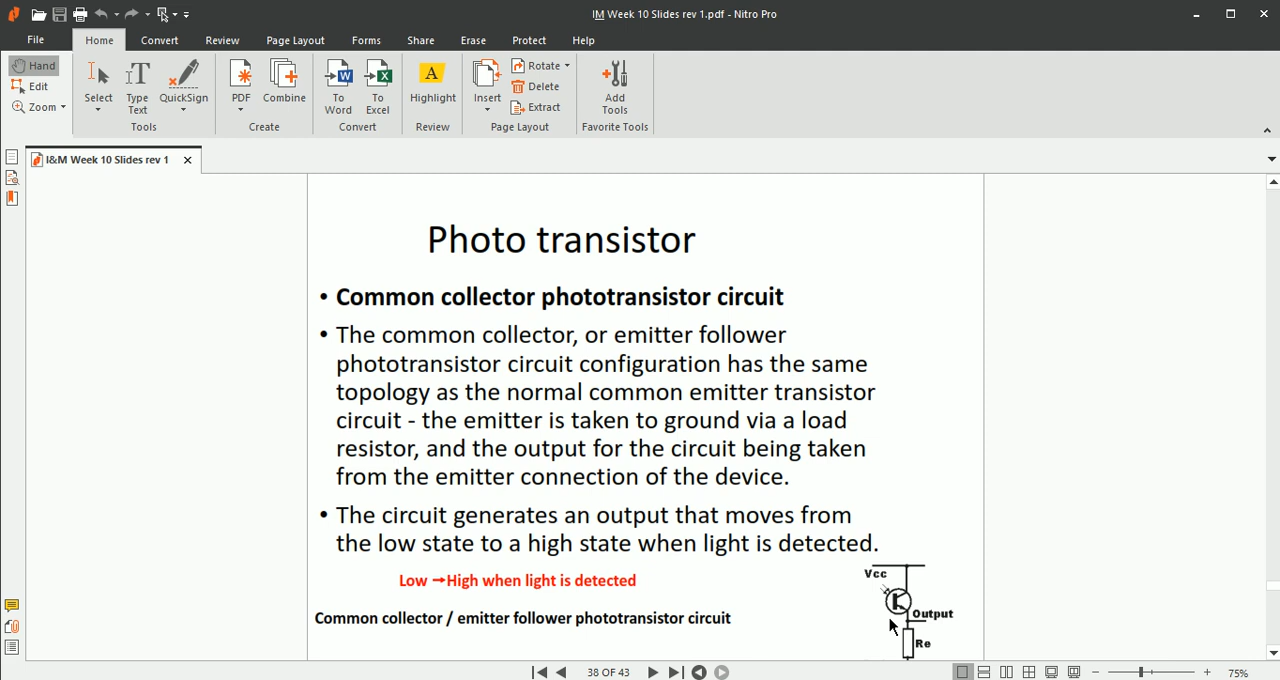 IM Week 10 Slides rev 1.pdf - Nitro Pro
File Home Convert Review Page Layout Forms Share Erase Protect Help
Hand
Edit
Zoom
Select
Type Text
QuickSign
Tools
PDF
Combine
Create
To Word
To Excel
Convert
Highlight
Review
Insert
Rotate
Delete
Extract
Page Layout
Add Tools
Favorite Tools
I&M Week 10 Slides rev 1
Photo transistor
• Common collector phototransistor circuit
• The common collector, or emitter follower
phototransistor circuit configuration has the same
topology as the normal common emitter transistor
circuit - the emitter is taken to ground via a load
resistor, and the output for the circuit being taken
from the emitter connection of the device.
• The circuit generates an output that moves from
the low state to a high state when light is detected.
Low →High when light is detected
Common collector / emitter follower phototransistor circuit
Vcc
Output
Re
38 OF 43
75%